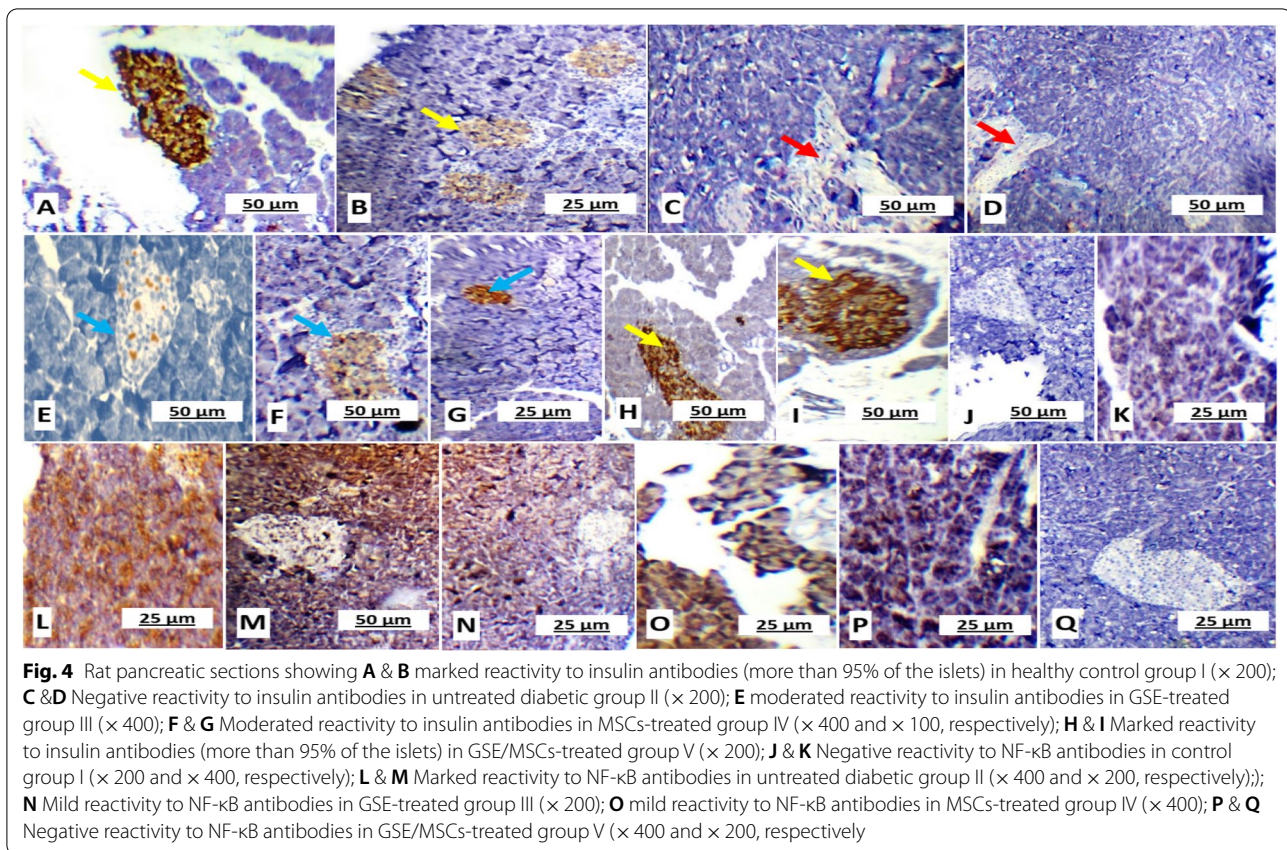 A 50 µm
B 25 µm
C 50 µm
D 50 µm
E 50 µm
F 50 µm
G 25 µm
H 50 µm
I 50 µm
J 50 µm
K 25 µm
L 25 µm
M 50 µm
N 25 µm
O 25 µm
P 25 µm
Q 25 µm
Fig. 4 Rat pancreatic sections showing A & B marked reactivity to insulin antibodies (more than 95% of the islets) in healthy control group I (× 200);
C &D Negative reactivity to insulin antibodies in untreated diabetic group II (× 200); E moderated reactivity to insulin antibodies in GSE-treated
group III (× 400); F & G Moderated reactivity to insulin antibodies in MSCs-treated group IV (× 400 and × 100, respectively); H & I Marked reactivity
to insulin antibodies (more than 95% of the islets) in GSE/MSCs-treated group V (× 200); J & K Negative reactivity to NF-κB antibodies in control
group I (× 200 and × 400, respectively); L & M Marked reactivity to NF-κB antibodies in untreated diabetic group II (× 400 and × 200, respectively););
N Mild reactivity to NF-κB antibodies in GSE-treated group III (× 200); O mild reactivity to NF-κB antibodies in MSCs-treated group IV (× 400); P & Q
Negative reactivity to NF-κB antibodies in GSE/MSCs-treated group V (× 400 and × 200, respectively